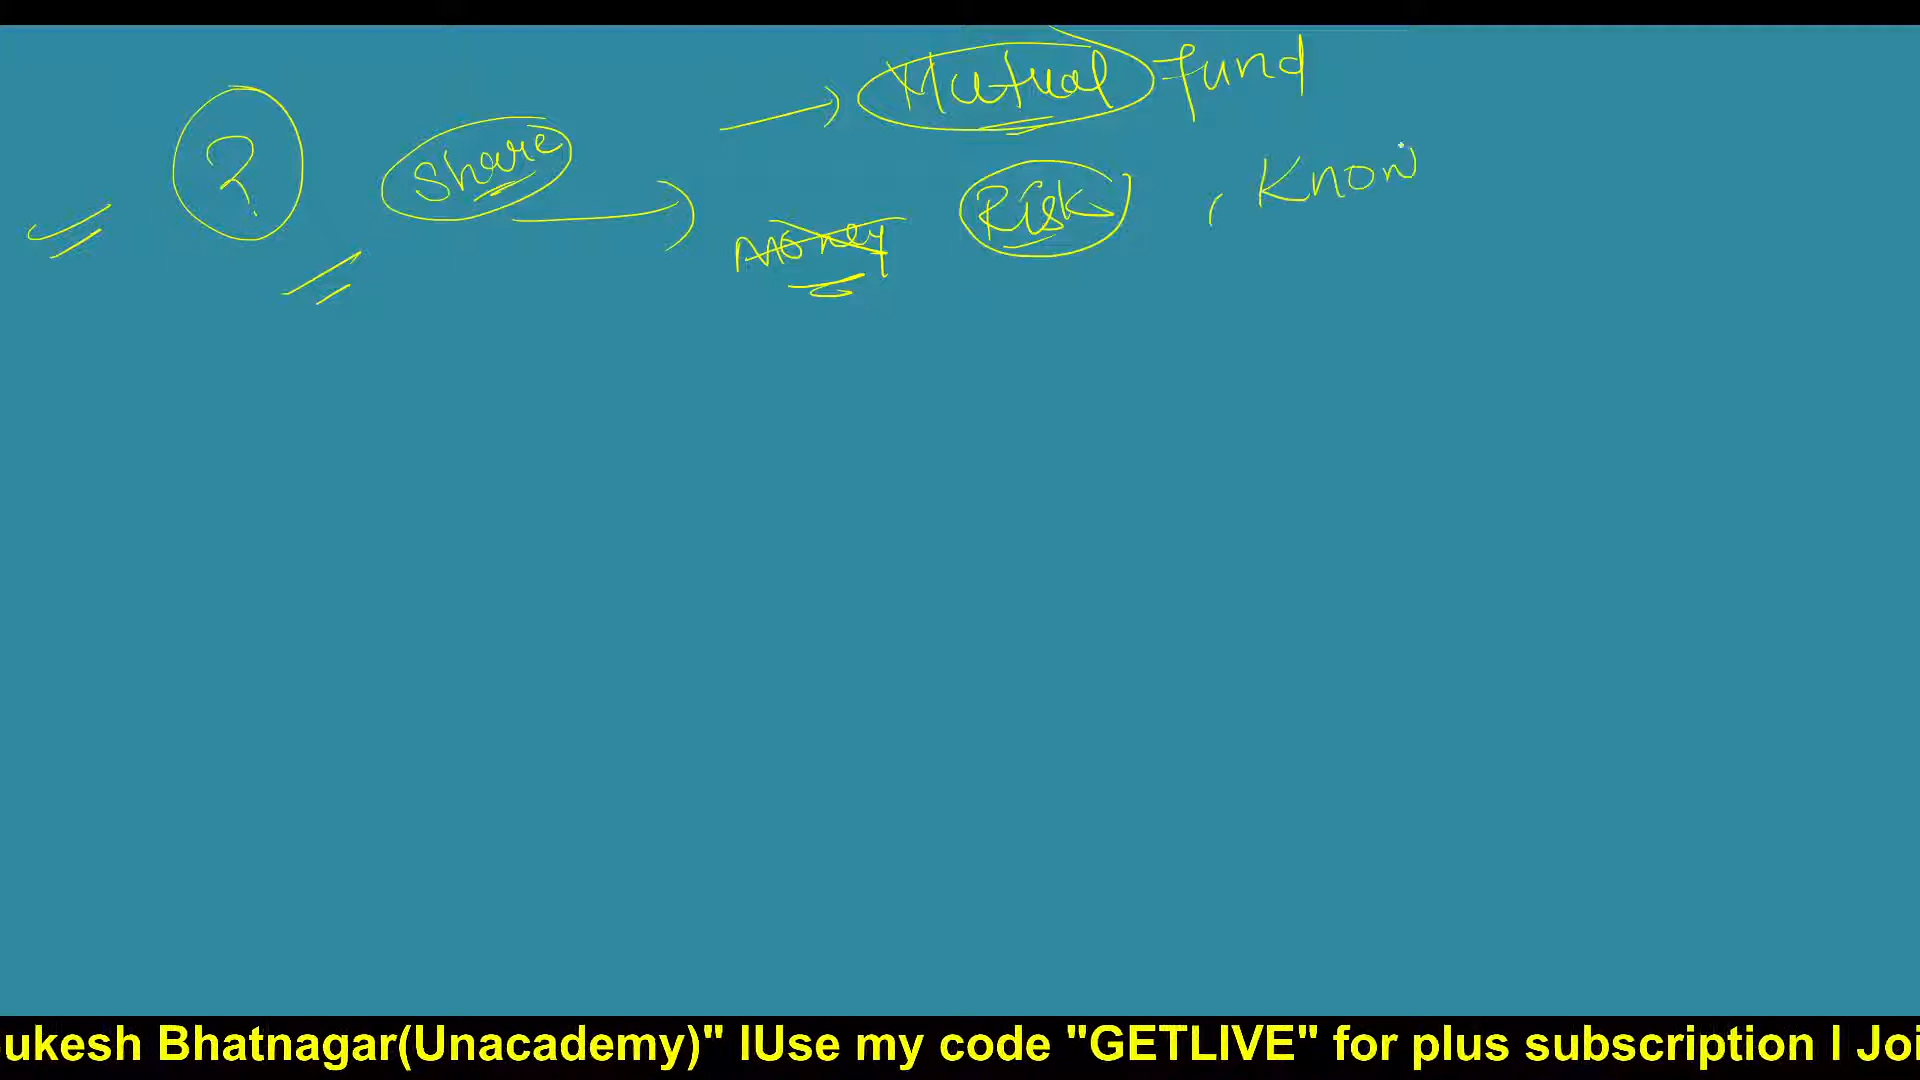 Mutual fund
? Share
Money Risk , Know
ukesh Bhatnagar(Unacademy)" lUse my code "GETLIVE" for plus subscription l Joi